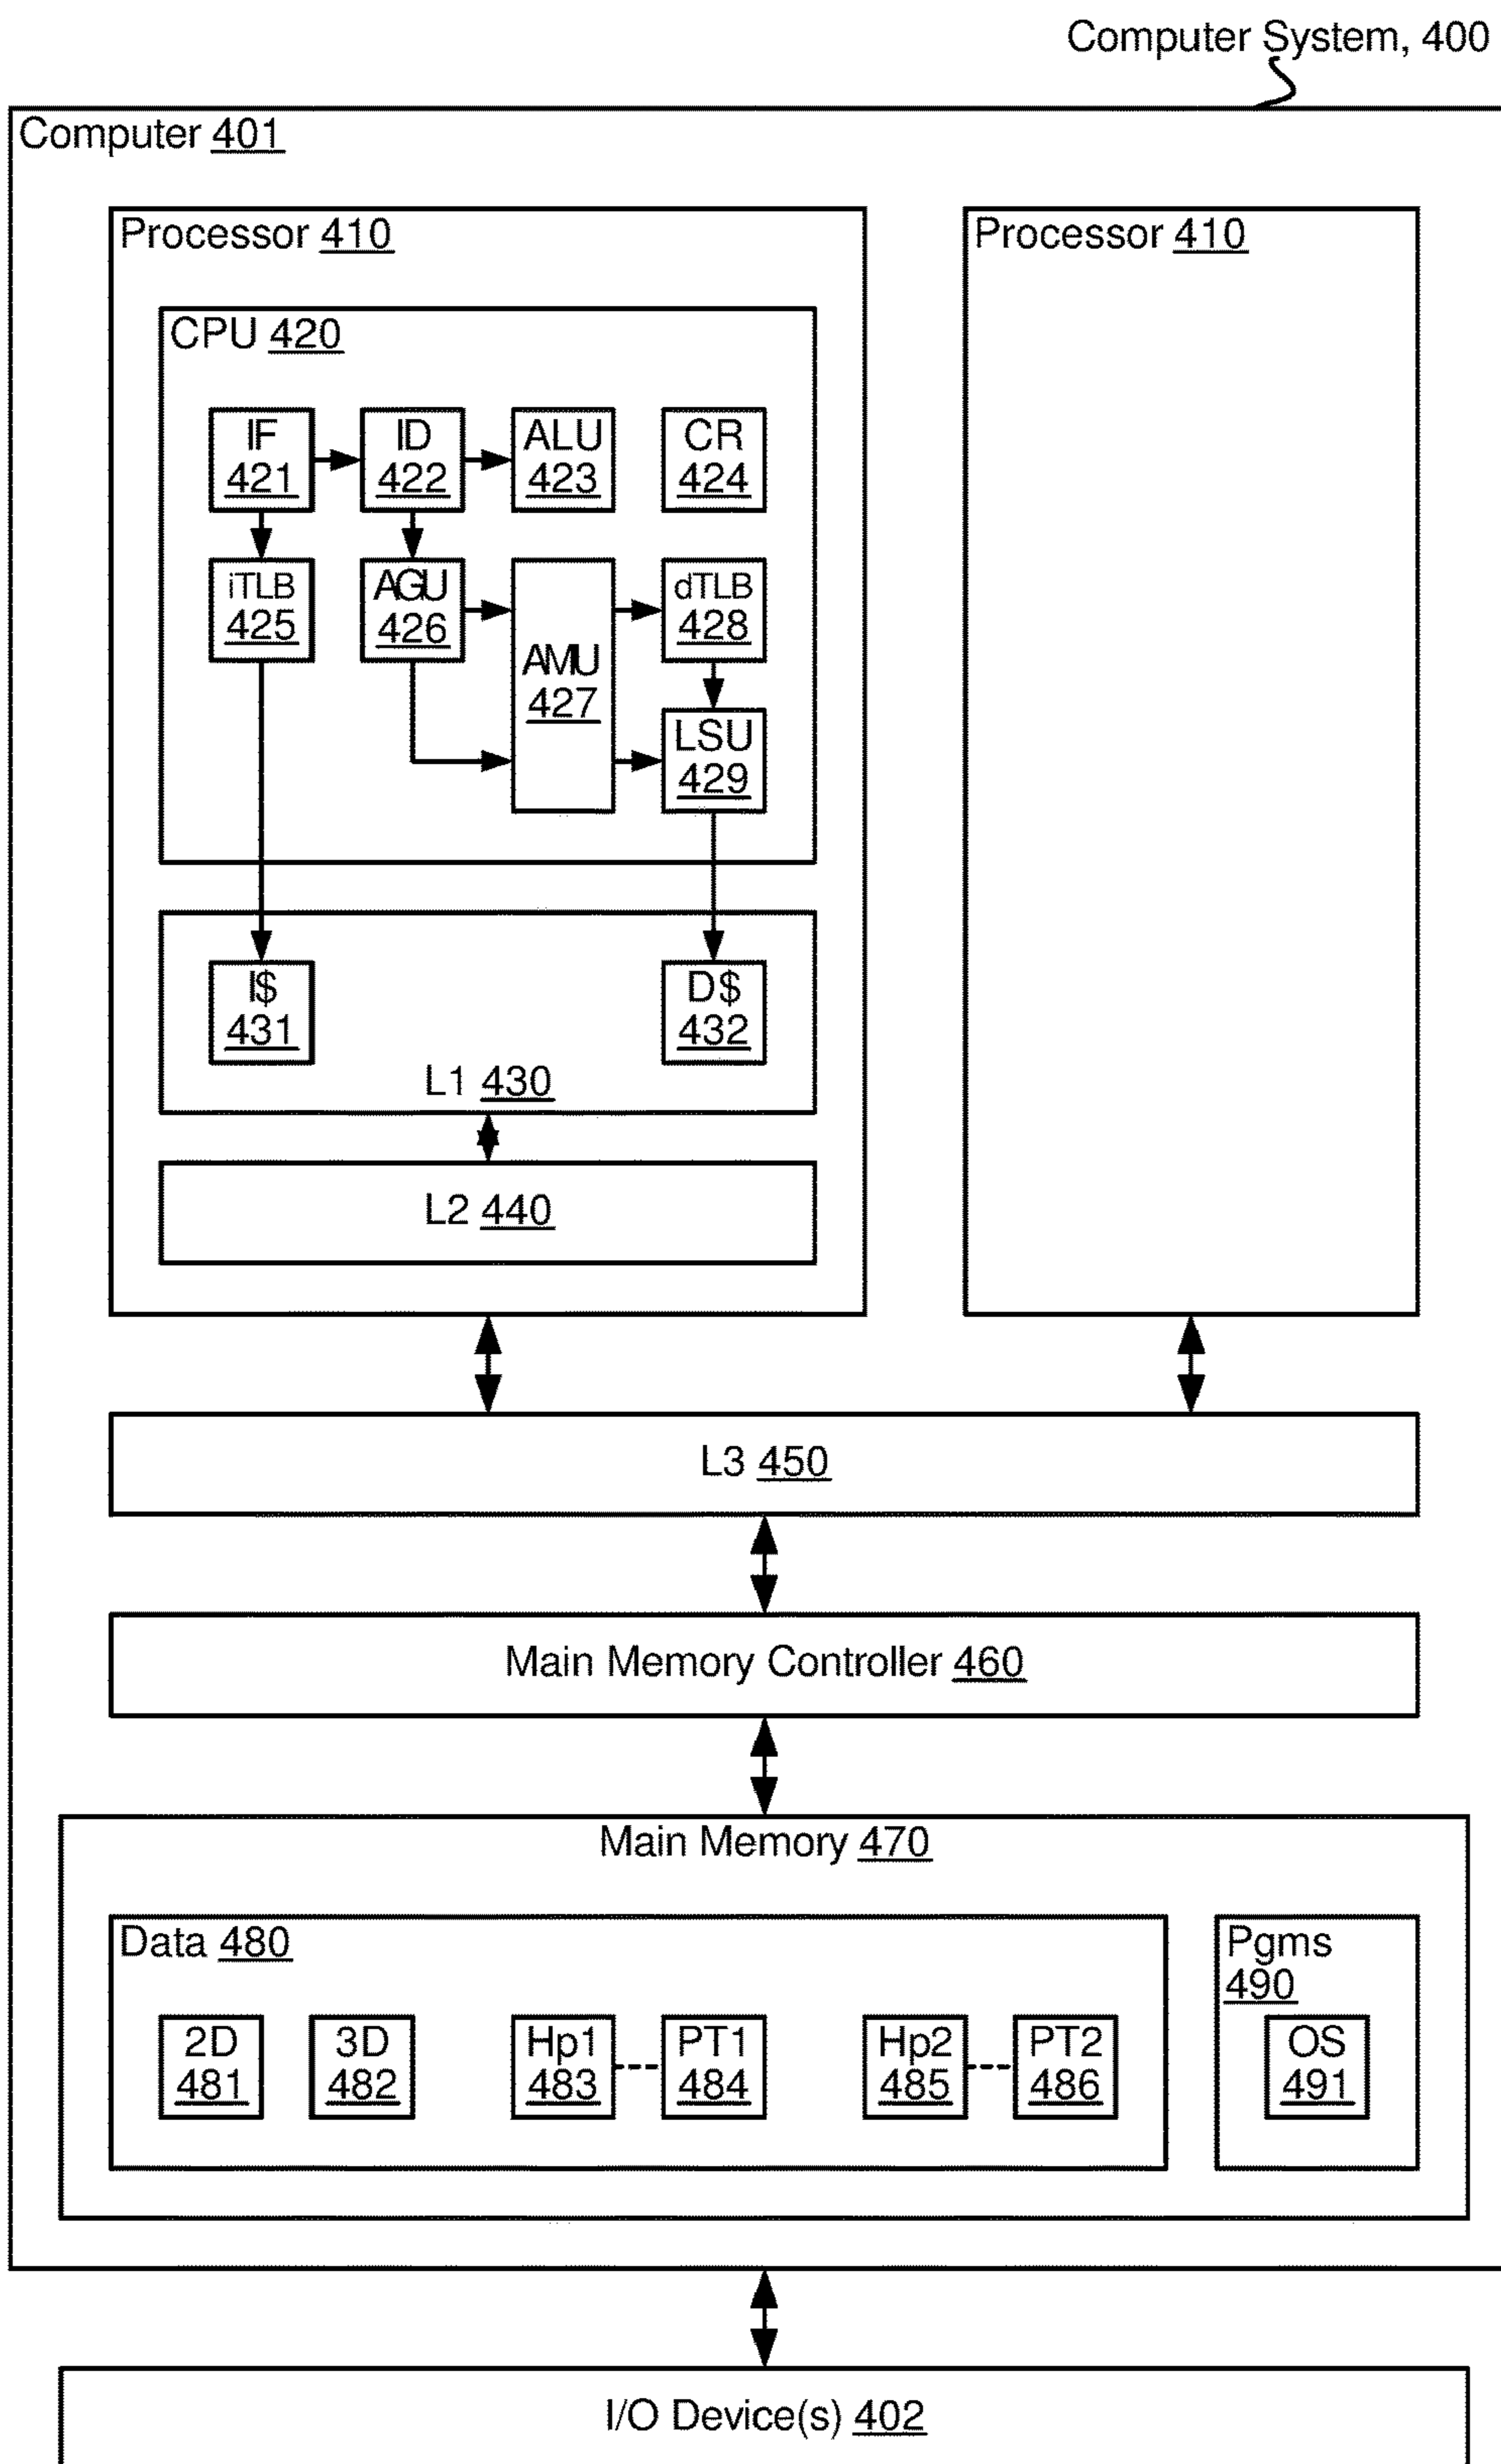 Computer System, 400
Computer 401
Processor 410
Processor 410
CPU 420
IF
421
ID
422
ALU
423
CR
424
iTLB
425
AGU
426
AMU
427
dTLB
428
LSU
429
I$
431
D$
432
L1 430
L2 440
L3 450
Main Memory Controller 460
Main Memory 470
Data 480
2D
481
3D
482
Hp1
483
PT1
484
Hp2
485
PT2
486
Pgms
490
OS
491
I/O Device(s) 402